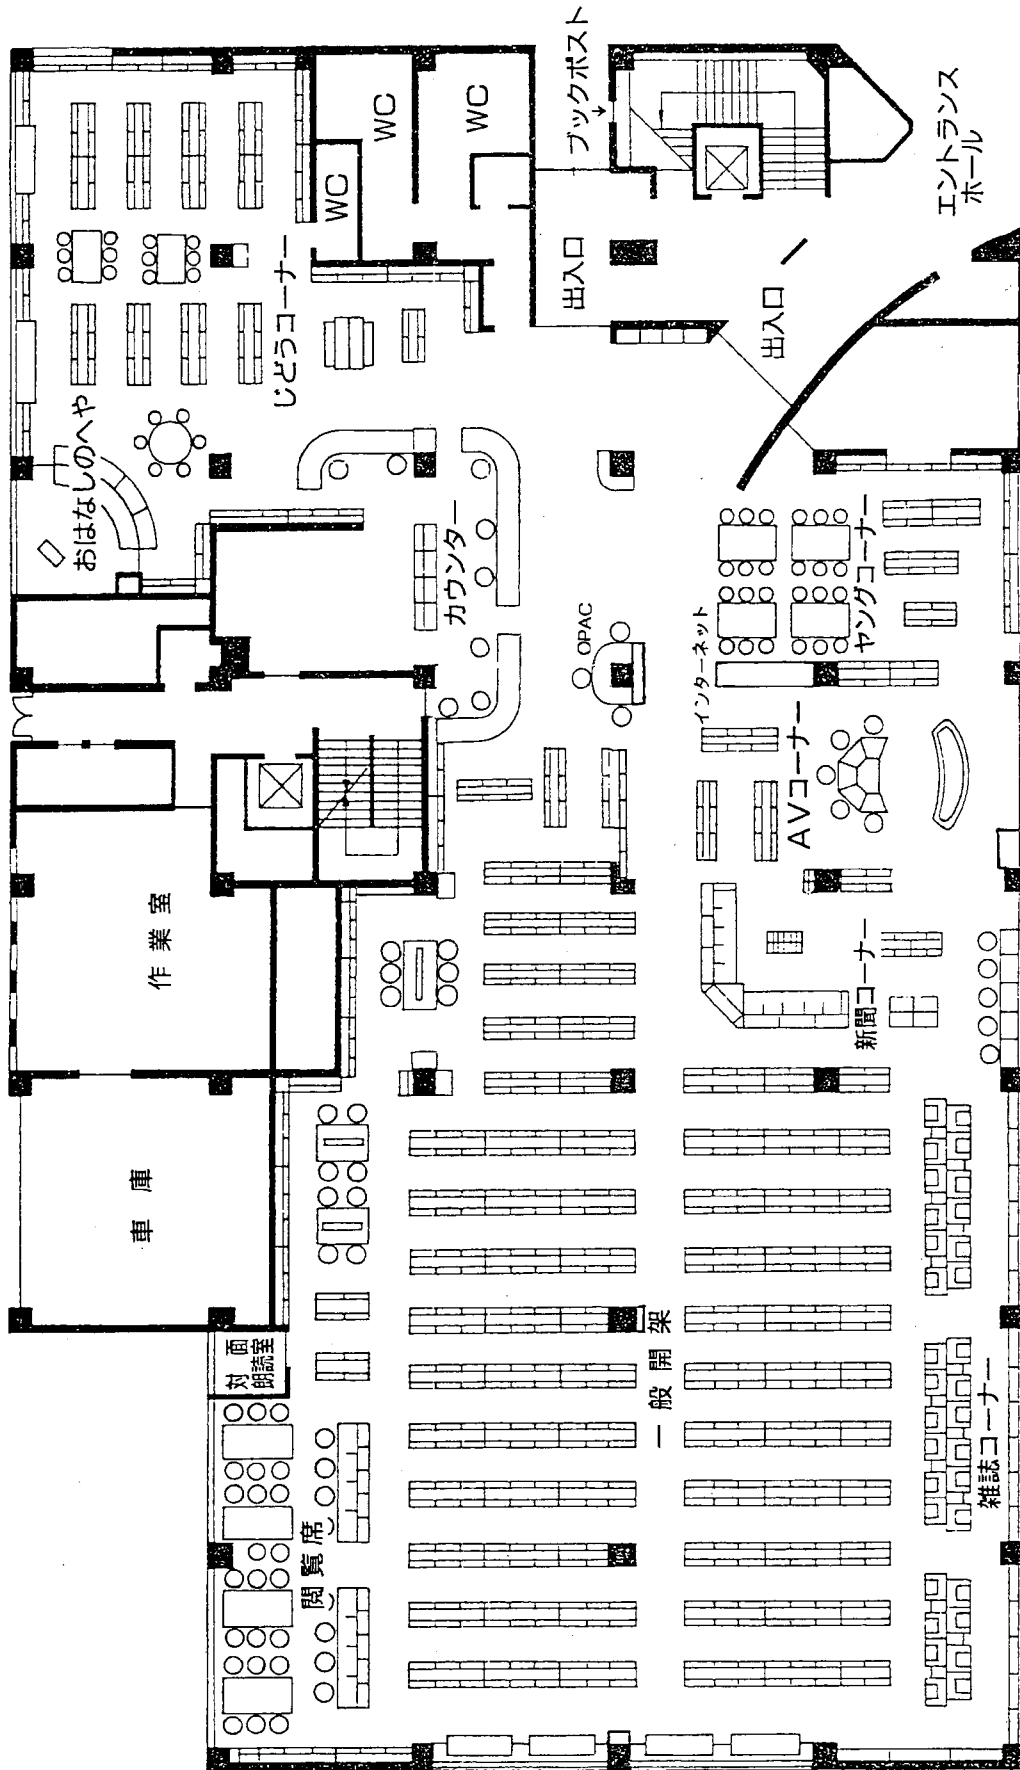 ブックポスト
エントランス
ホール
WC
WC
WC
出入口
出入口
じどうコーナー
おはなしのへや
カウンター
OPAC
インターネット
ヤングコーナー
AVコーナー
新聞コーナー
作業室
車庫
対面
朗読室
一般開架
閲覧席
雑誌コーナー